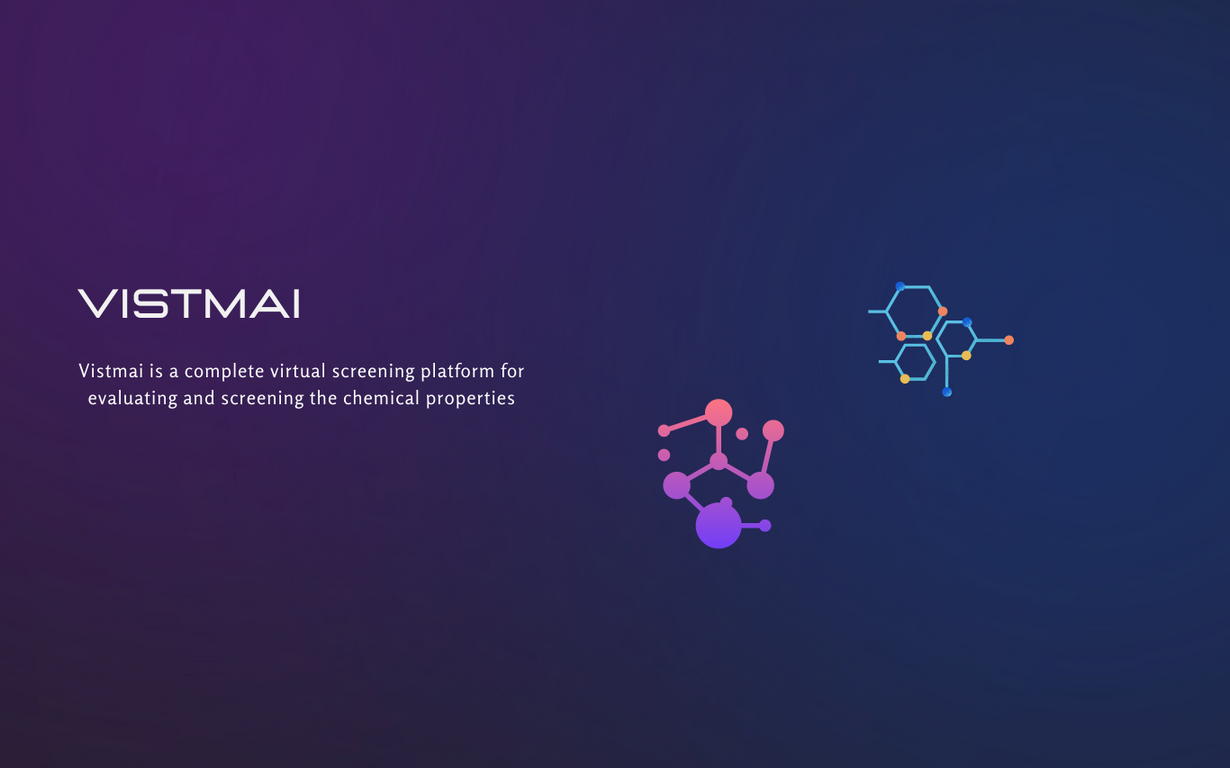 VISTMAI
Vistmai is a complete virtual screening platform for
evaluating and screening the chemical properties